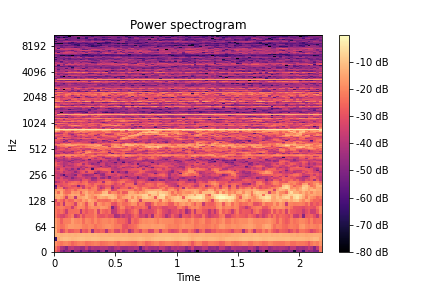 Power spectrogram
8192
4096
2048
1024
512
256
128
64
0
Hz
0 0.5 1 1.5 2
Time
-10 dB
-20 dB
-30 dB
-40 dB
-50 dB
-60 dB
-70 dB
-80 dB